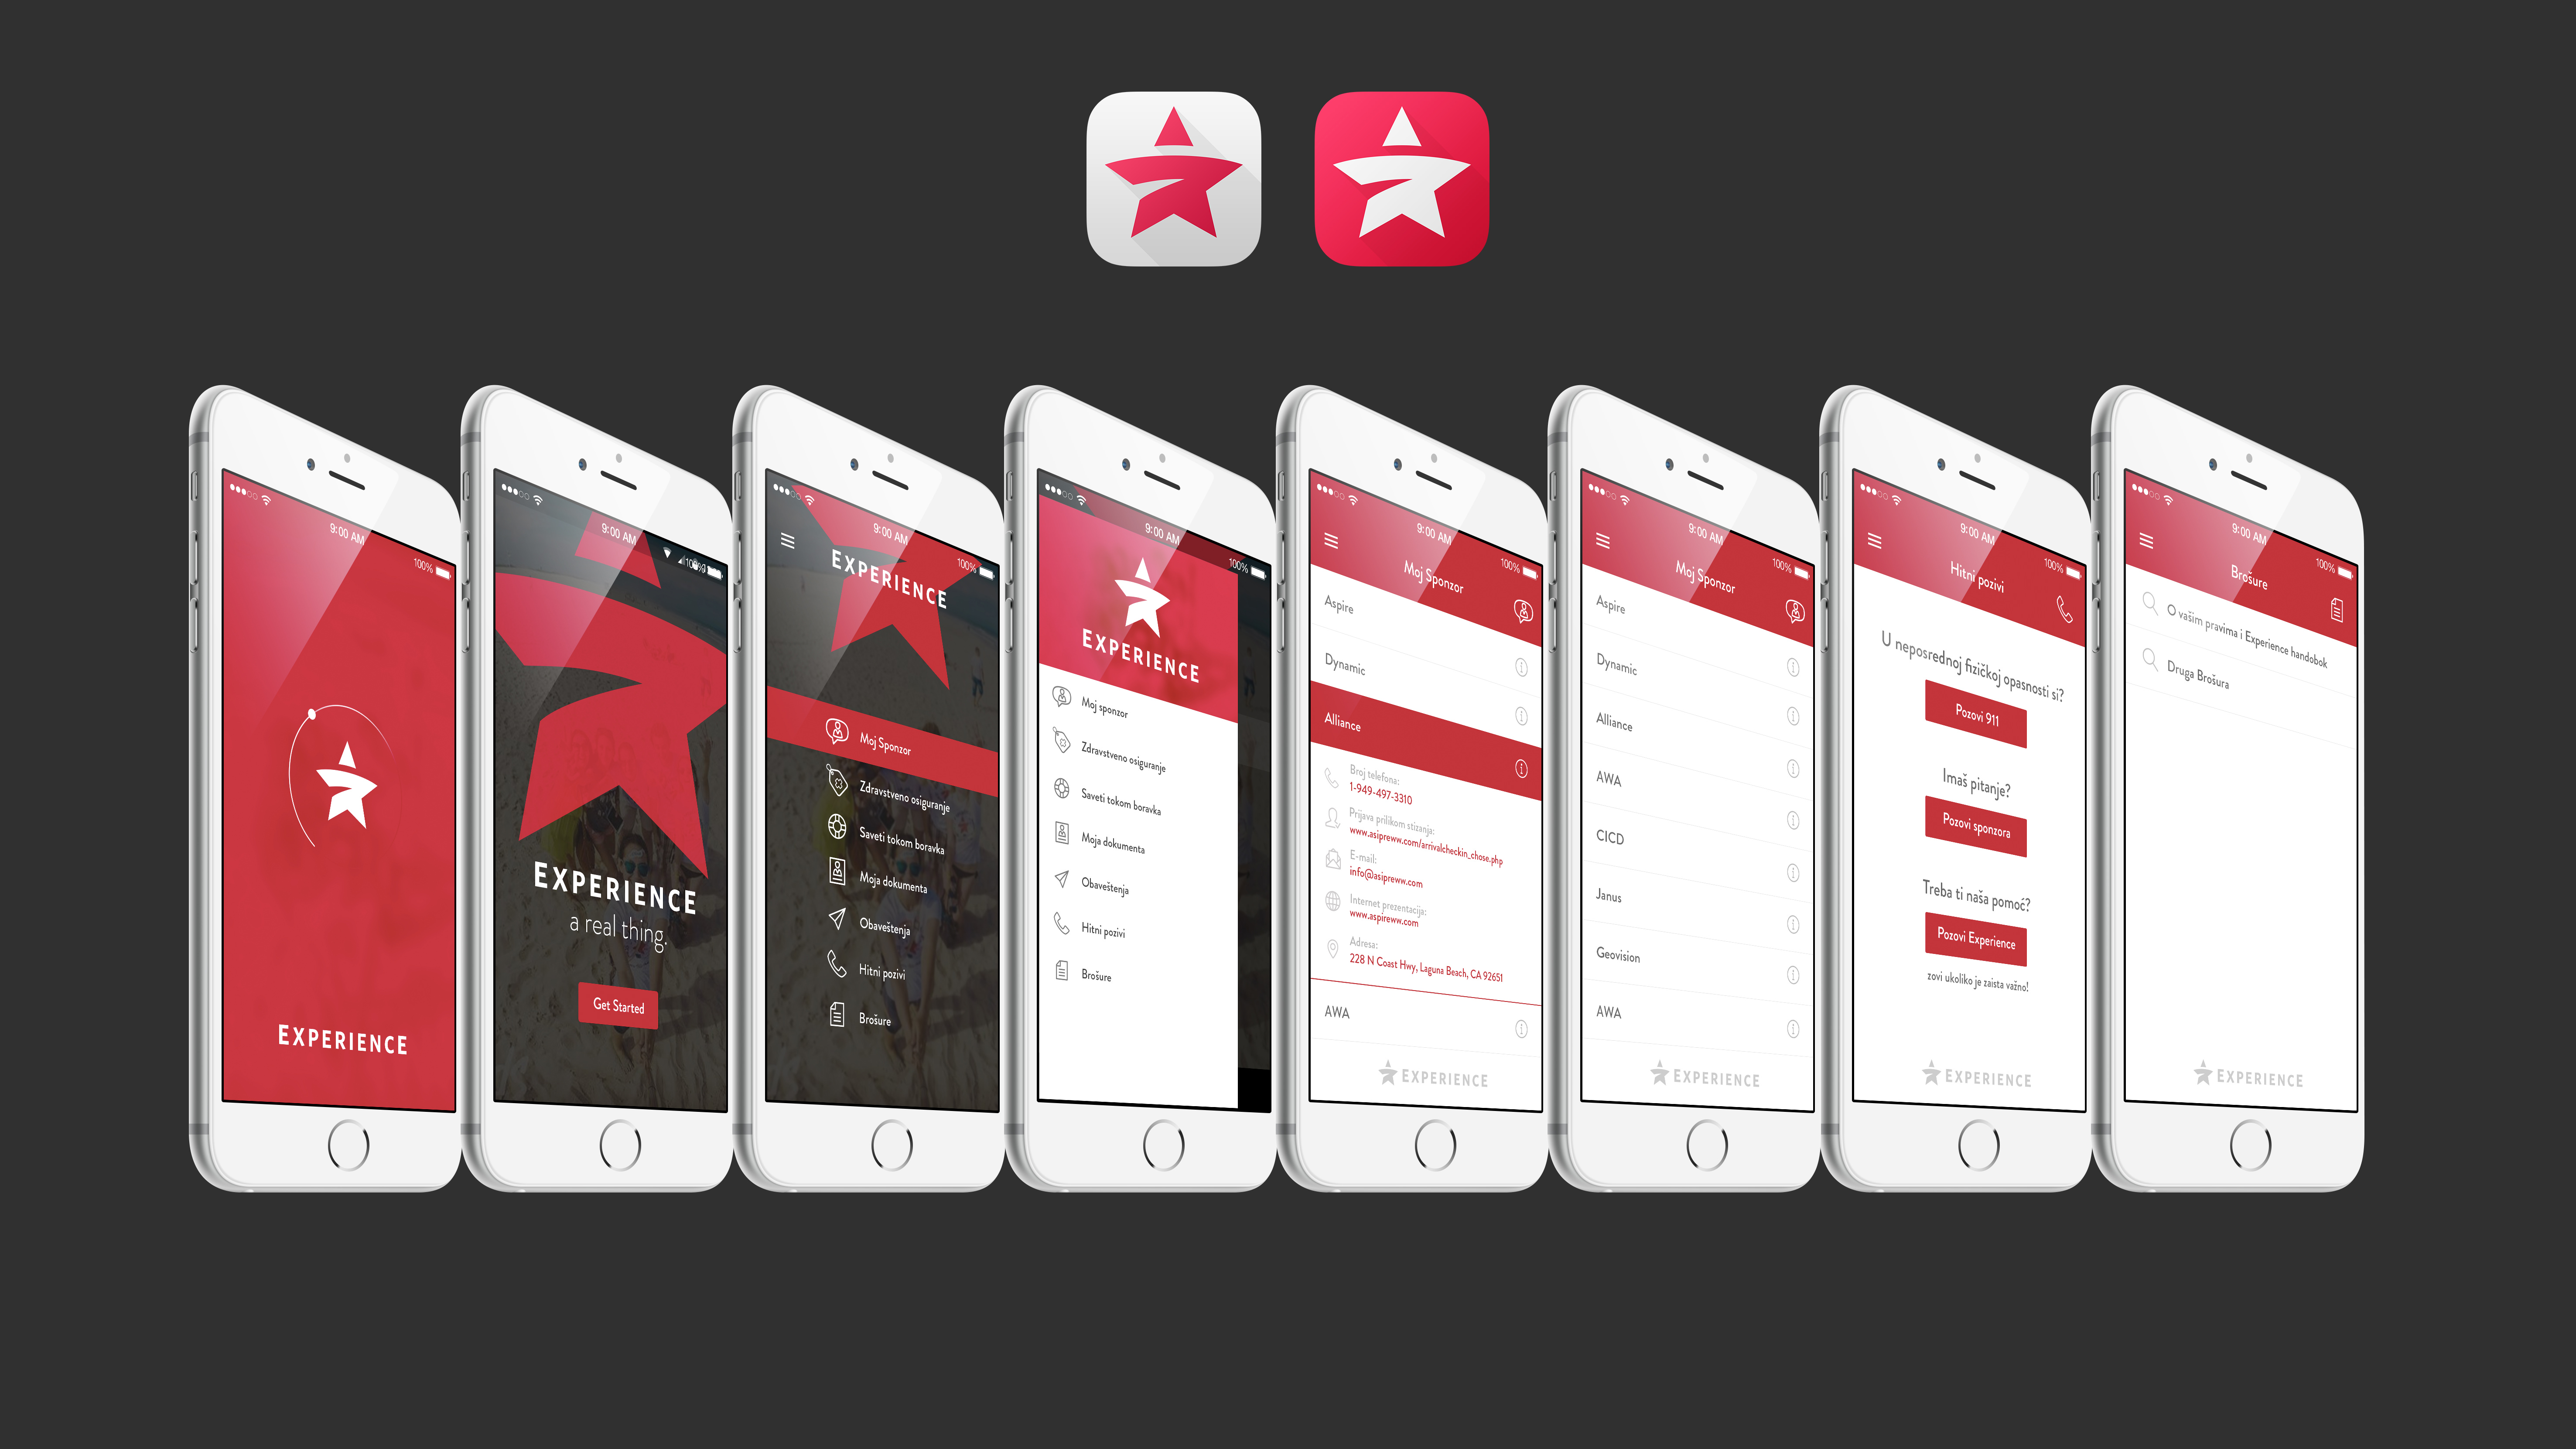 9:00 AM
100%
EXPERIENCE
9:00 AM
100%
EXPERIENCE
a real thing.
Get Started
9:00 AM
100%
EXPERIENCE
Moj Sponzor
Zdravstveno osiguranje
Saveti tokom boravka
Moja dokumenta
Obaveštenja
Hitni pozivi
Brošure
9:00 AM
100%
EXPERIENCE
Moj sponzor
Zdravstveno osiguranje
Saveti tokom boravka
Moja dokumenta
Obaveštenja
Hitni pozivi
Brošure
9:00 AM
100%
Moj Sponzor
Aspire
Dynamic
Alliance
Broj telefona:
1-949-497-3310
Prijava prilikom stizanja:
www.asipreww.com/arrivalcheckin_chose.php
E-mail:
info@asipreww.com
Internet prezentacija:
www.aspireww.com
Adresa:
228 N Coast Hwy, Laguna Beach, CA 92651
AWA
EXPERIENCE
9:00 AM
100%
Moj Sponzor
Aspire
Dynamic
Alliance
AWA
CICD
Janus
Geovision
AWA
EXPERIENCE
9:00 AM
100%
Hitni pozivi
U neposrednoj fizičkoj opasnosti si?
Pozovi 911
Imaš pitanje?
Pozovi sponzora
Treba ti naša pomoć?
Pozovi Experience
zovi ukoliko je zaista važno!
EXPERIENCE
9:00 AM
100%
Brošure
O vašim pravima i Experience handobok
Druga Brošura
EXPERIENCE